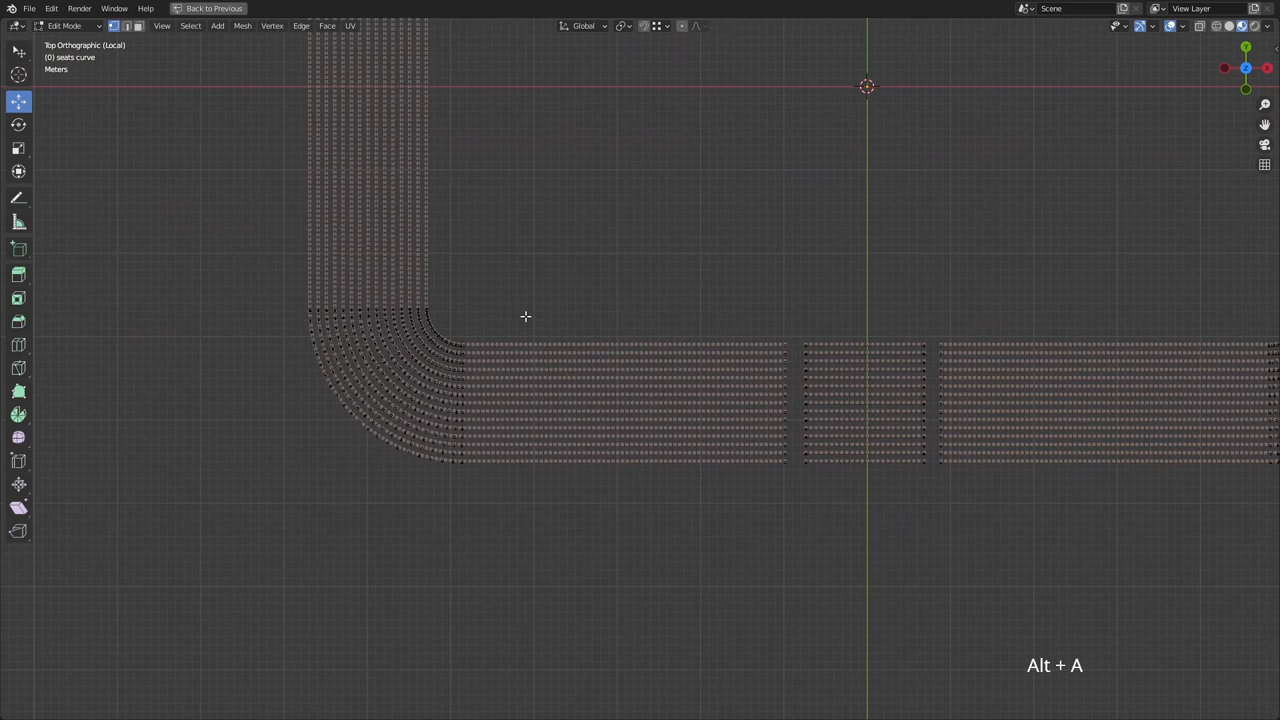 File Edit Render Window Help Back to Previous Scene View Layer
Edit Mode View Select Add Mesh Vertex Edge Face UV Global
Top Orthographic (Local)
(0) seats curve
Meters
Y
Z
X
Alt + A